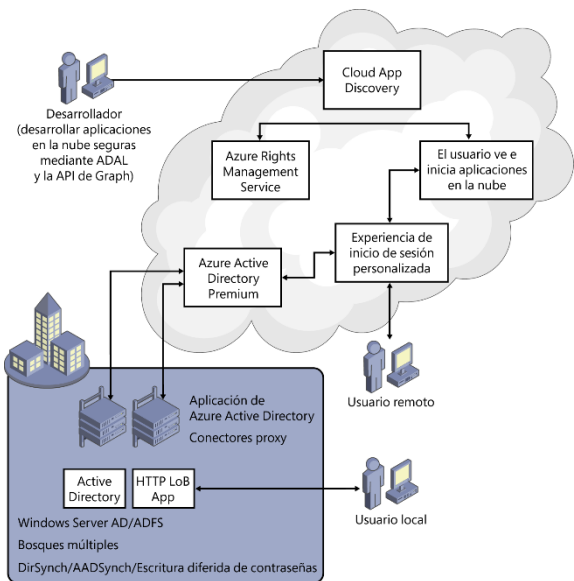 Cloud App
Discovery
Desarrollador
(desarrollar aplicaciones
en la nube seguras
mediante ADAL
y la API de Graph)
Azure Rights
Management
Service
El usuario ve e
inicia aplicaciones
en la nube
Experiencia de
inicio de sesión
personalizada
Azure Active
Directory
Premium
Usuario remoto
Aplicación de
Azure Active Directory
Conectores proxy
Active
Directory
HTTP LoB
App
Usuario local
Windows Server AD/ADFS
Bosques múltiples
DirSynch/AADSynch/Escritura diferida de contraseñas